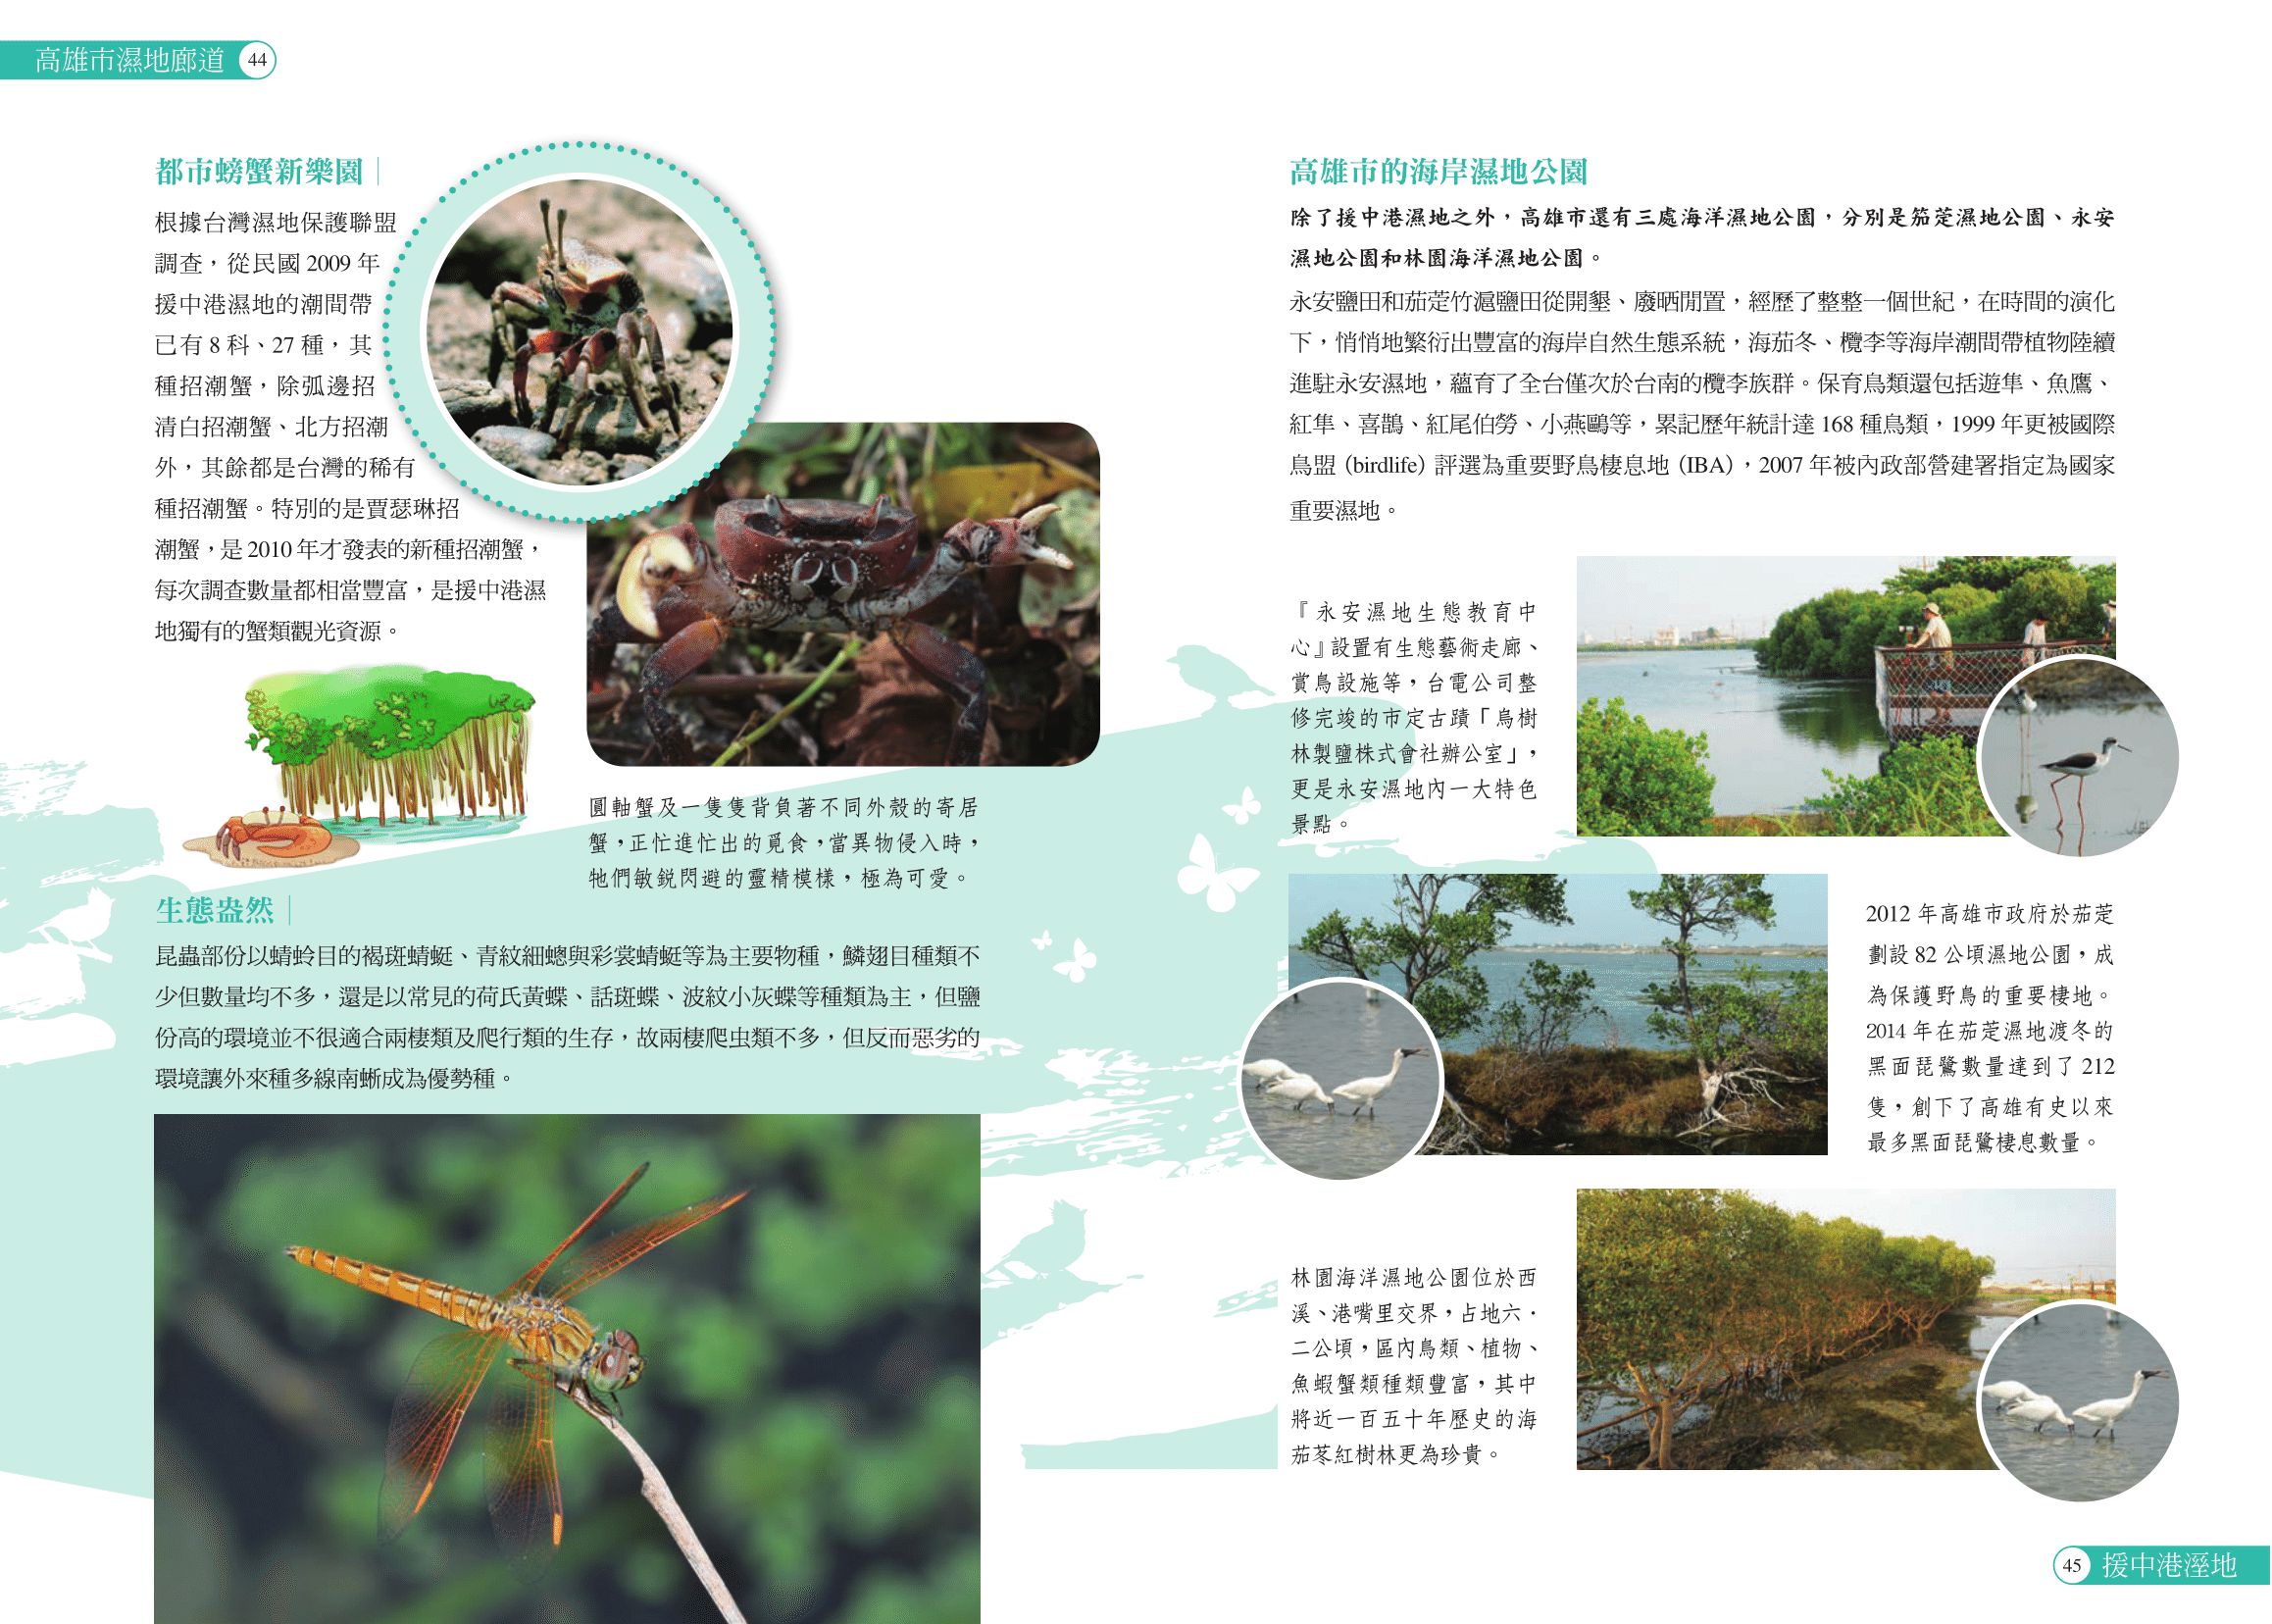 高雄市濕地廊道 44
都市螃蟹新樂園
根據台灣濕地保護聯盟
調查，從民國 2009 年
援中港濕地的潮間帶
已有 8 科、27 種，其
種招潮蟹，除弧邊招
清白招潮蟹、北方招潮
外，其餘都是台灣的稀有
種招潮蟹。特別的是賈瑟琳招
潮蟹，是 2010 年才發表的新種招潮蟹，
每次調查數量都相當豐富，是援中港濕
地獨有的蟹類觀光資源。
圓軸蟹及一隻隻背負著不同外殼的寄居
蟹，正忙進忙出的覓食，當異物侵入時，
牠們敏銳閃避的靈精模樣，極為可愛。
生態盎然
昆蟲部份以蜻蛉目的褐斑蜻蜓、青紋細蟌與彩裳蜻蜓等為主要物種，鱗翅目種類不
少但數量均不多，還是以常見的荷氏黃蝶、話斑蝶、波紋小灰蝶等種類為主，但鹽
份高的環境並不很適合兩棲類及爬行類的生存，故兩棲爬虫類不多，但反而惡劣的
環境讓外來種多線南蜥成為優勢種。
高雄市的海岸濕地公園
除了援中港濕地之外，高雄市還有三處海洋濕地公園，分別是笳萣濕地公園、永安
濕地公園和林園海洋濕地公園。
永安鹽田和茄萣竹滬鹽田從開墾、廢晒閒置，經歷了整整一個世紀，在時間的演化
下，悄悄地繁衍出豐富的海岸自然生態系統，海茄冬、欖李等海岸潮間帶植物陸續
進駐永安濕地，蘊育了全台僅次於台南的欖李族群。保育鳥類還包括遊隼、魚鷹、
紅隼、喜鵲、紅尾伯勞、小燕鷗等，累記歷年統計達 168 種鳥類，1999 年更被國際
鳥盟（birdlife）評選為重要野鳥棲息地（IBA），2007 年被內政部營建署指定為國家
重要濕地。
『永安濕地生態教育中
心』設置有生態藝術走廊、
賞鳥設施等，台電公司整
修完竣的市定古蹟「烏樹
林製鹽株式會社辦公室」，
更是永安濕地內一大特色
景點。
2012 年高雄市政府於茄萣
劃設 82 公頃濕地公園，成
為保護野鳥的重要棲地。
2014 年在茄萣濕地渡冬的
黑面琵鷺數量達到了 212
隻，創下了高雄有史以來
最多黑面琵鷺棲息數量。
林園海洋濕地公園位於西
溪、港嘴里交界，占地六．
二公頃，區內鳥類、植物、
魚蝦蟹類種類豐富，其中
將近一百五十年歷史的海
茄苳紅樹林更為珍貴。
45 援中港溼地